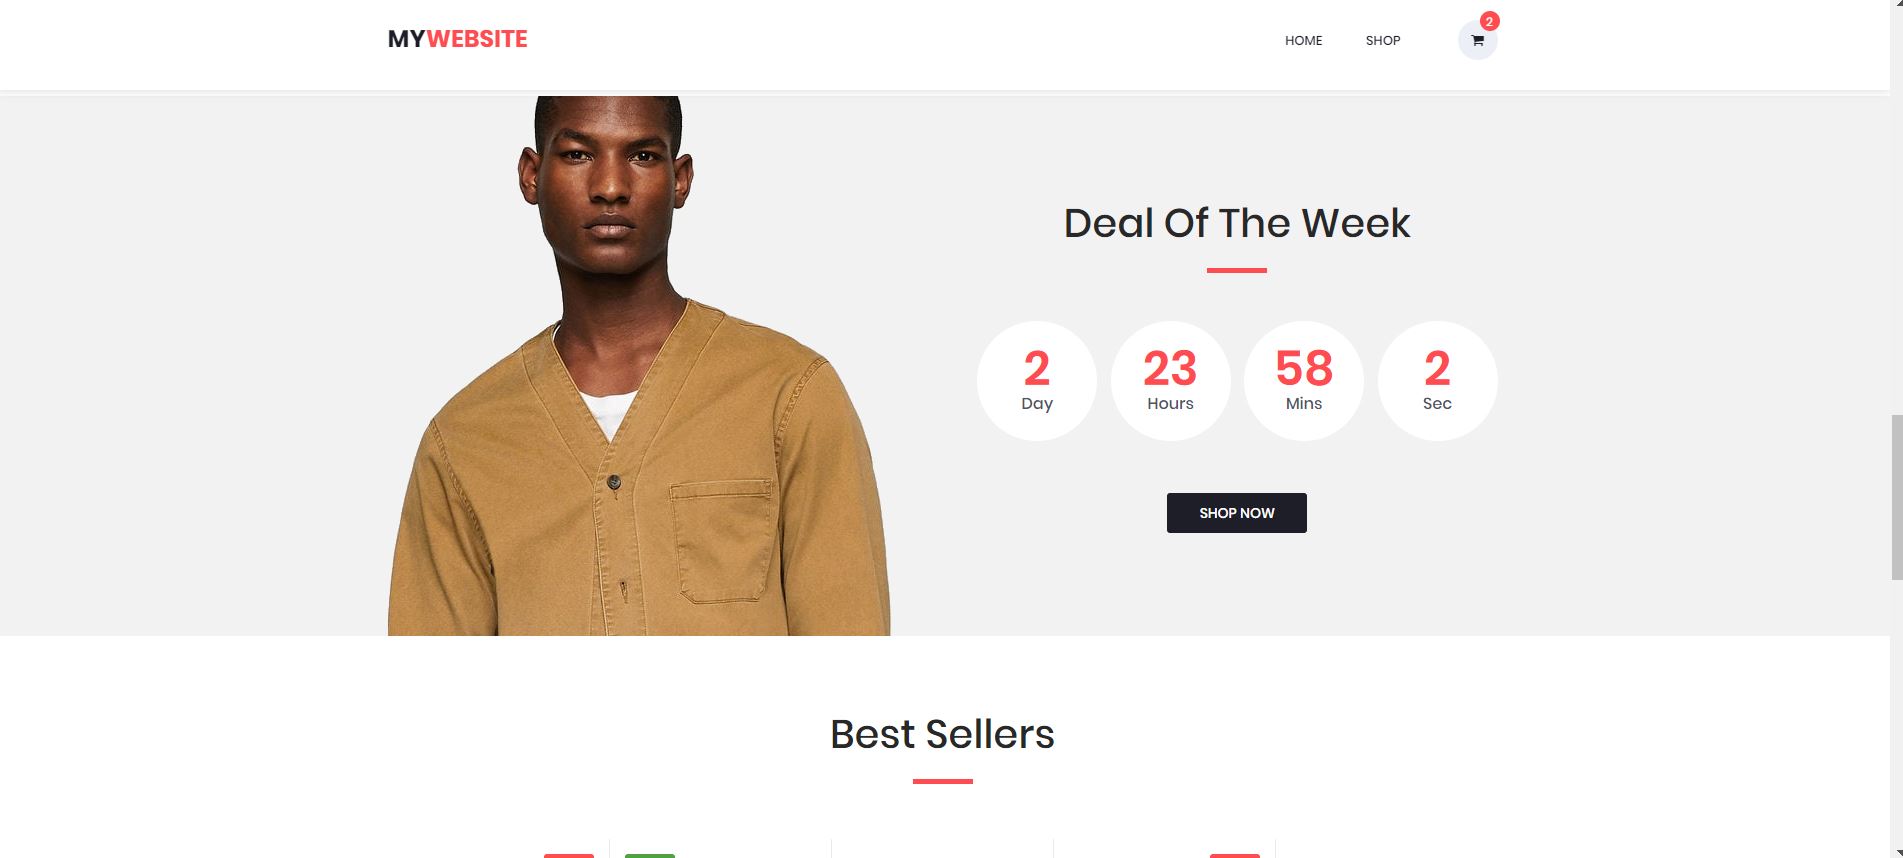 MYWEBSITE
HOME SHOP 2
Deal Of The Week
2 23 58 2
Day Hours Mins Sec
SHOP NOW
Best Sellers